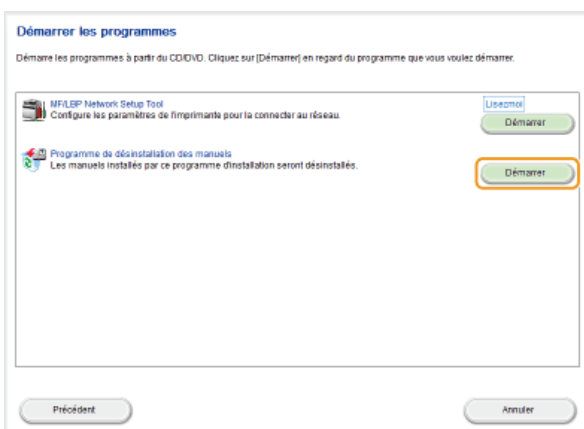 Démarrer les programmes
Démarre les programmes à partir du CD/DVD. Cliquez sur [Démarrer] en regard du programme que vous voulez démarrer.
MF/LBP Network Setup Tool
Configure les paramètres de l'imprimante pour la connecter au réseau.
Lisezmoi
Démarrer
Programme de désinstallation des manuels
Les manuels installés par ce programme d'installation seront désinstallés.
Démarrer
Précédent
Annuler